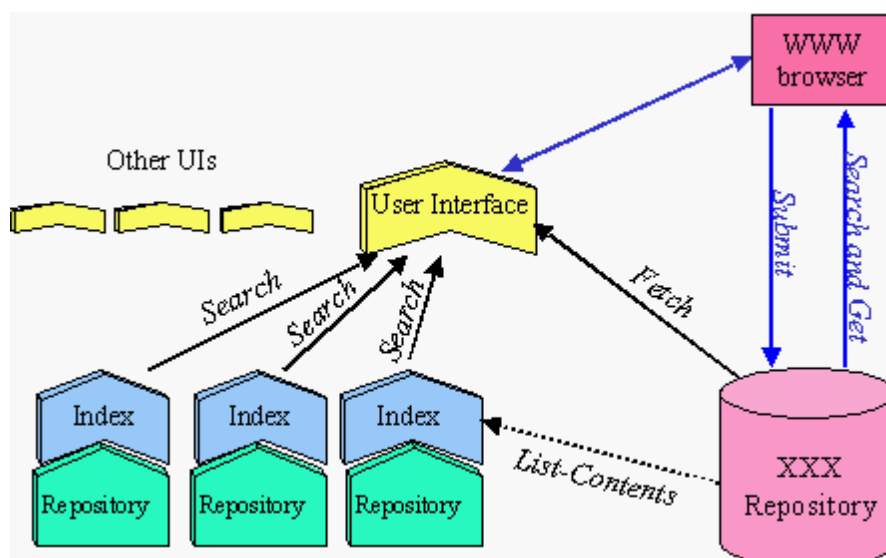 WWW
browser
Other UIs
User Interface
Submit
Search and Get
Fetch
Search
Search
Search
Index
Index
Index
List-Contents
XXX
Repository
Repository
Repository
Repository